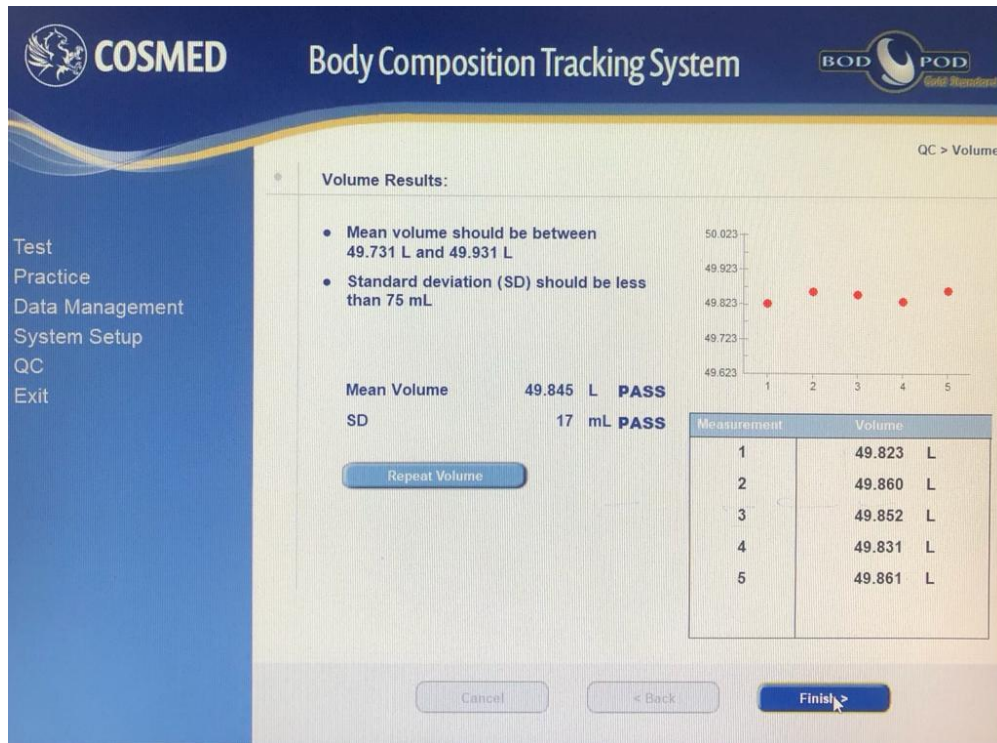 COSMED
Body Composition Tracking System
BOD POD
Gold Standard
QC > Volume
Test
Practice
Data Management
System Setup
QC
Exit
Volume Results:
• Mean volume should be between
49.731 L and 49.931 L
• Standard deviation (SD) should be less
than 75 mL
Mean Volume 49.845 L PASS
SD 17 mL PASS
Repeat Volume
50.023
49.923
49.823
49.723
49.623
1 2 3 4 5
Measurement Volume
1 49.823 L
2 49.860 L
3 49.852 L
4 49.831 L
5 49.861 L
Cancel
< Back
Finish >